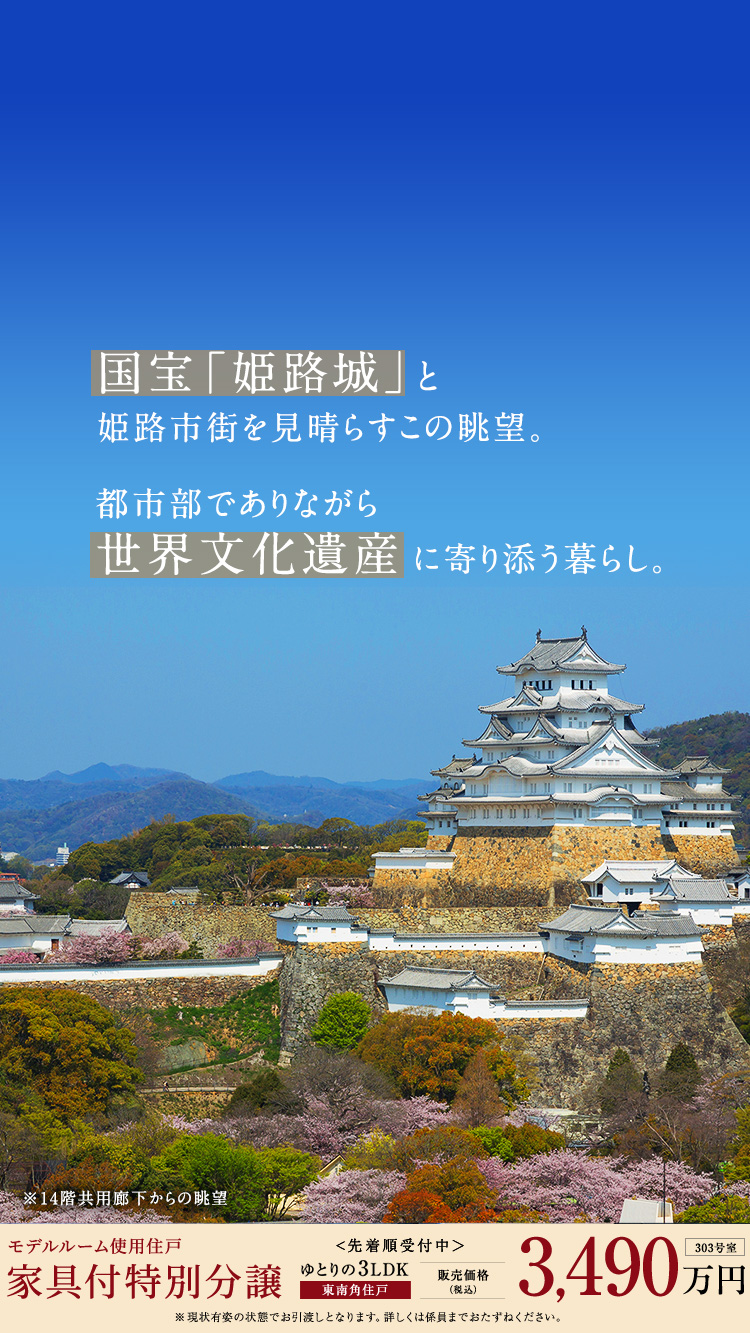 国宝「姫路城」と
姫路市街を見晴らすこの眺望。
都市部でありながら
世界文化遺産に寄り添う暮らし。
※14階共用廊下からの眺望
モデルルーム使用住戸
家具付特別分譲
<先着順受付中>
ゆとりの3LDK
東南角住戸
販売価格
(税込)
3,490万円
303号室
※現状有姿の状態でお引渡しとなります。詳しくは係員までおたずねください。